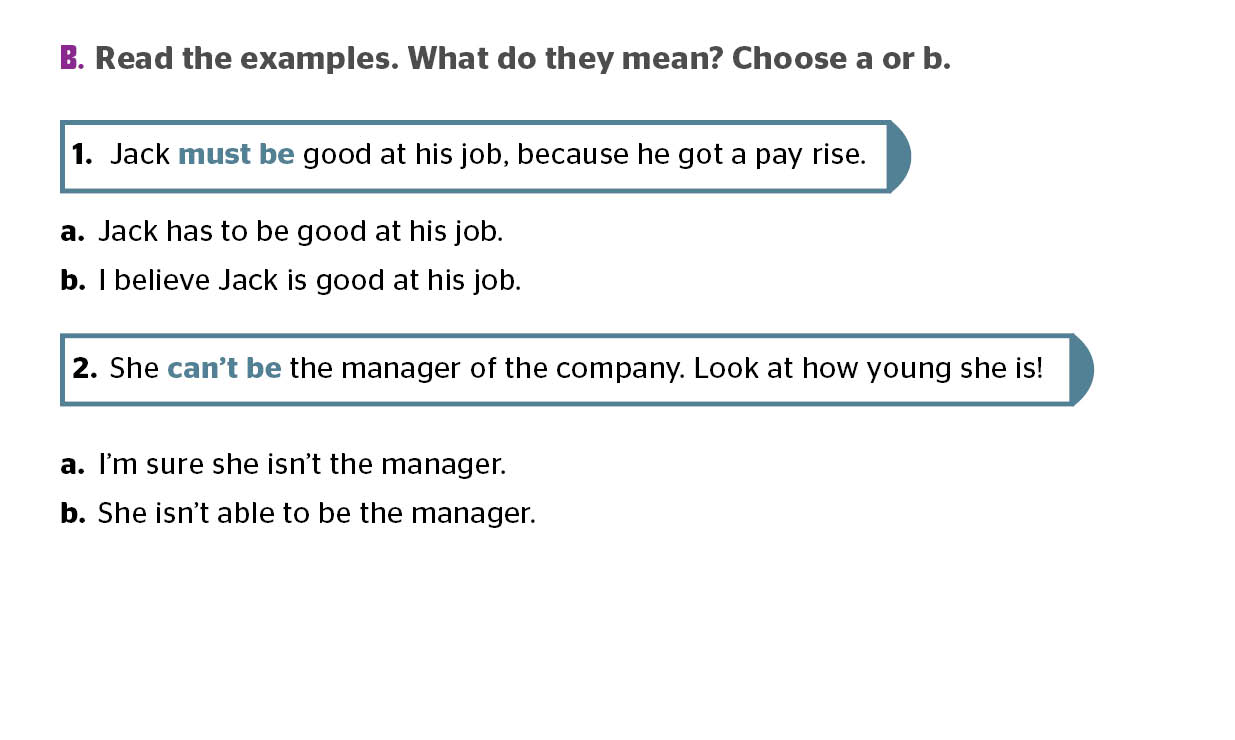 B. Read the examples. What do they mean? Choose a or b.
1. Jack must be good at his job, because he got a pay rise.
a. Jack has to be good at his job.
b. I believe Jack is good at his job.
2. She can’t be the manager of the company. Look at how young she is!
a. I’m sure she isn’t the manager.
b. She isn’t able to be the manager.